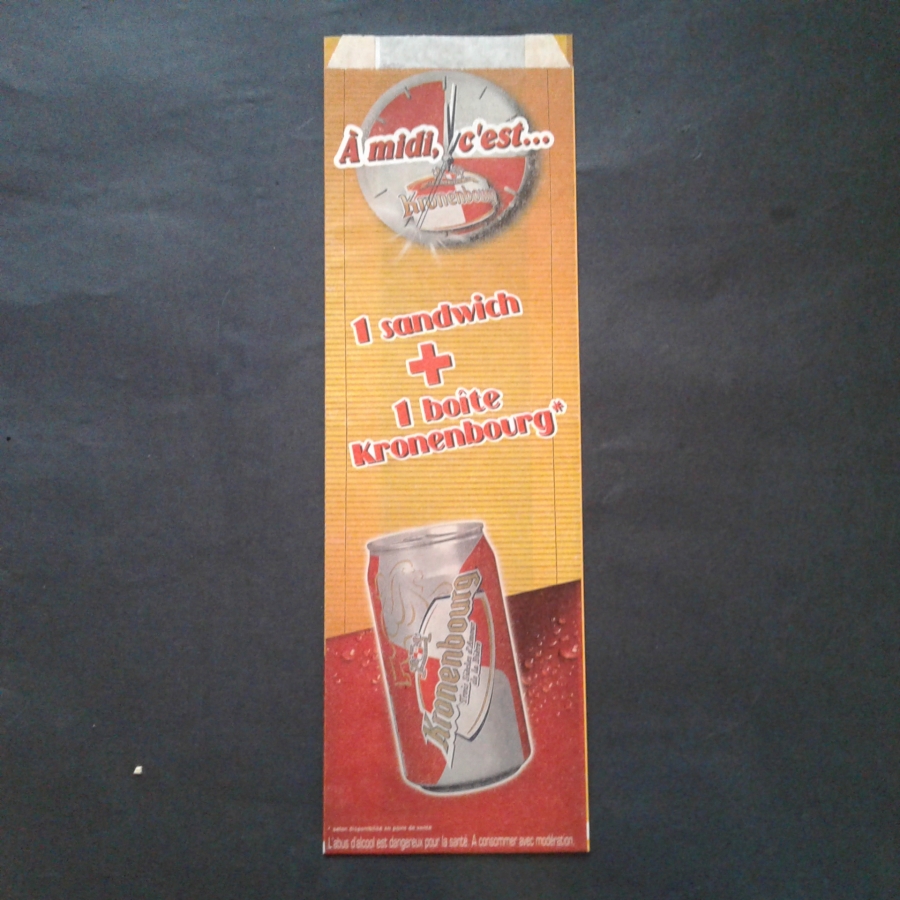 À midi, c'est...
Kronenbourg
1 sandwich
+
1 boîte
Kronenbourg*
Kronenbourg
* selon disponibilité en point de vente
L'abus d'alcool est dangereux pour la santé. A consommer avec modération.